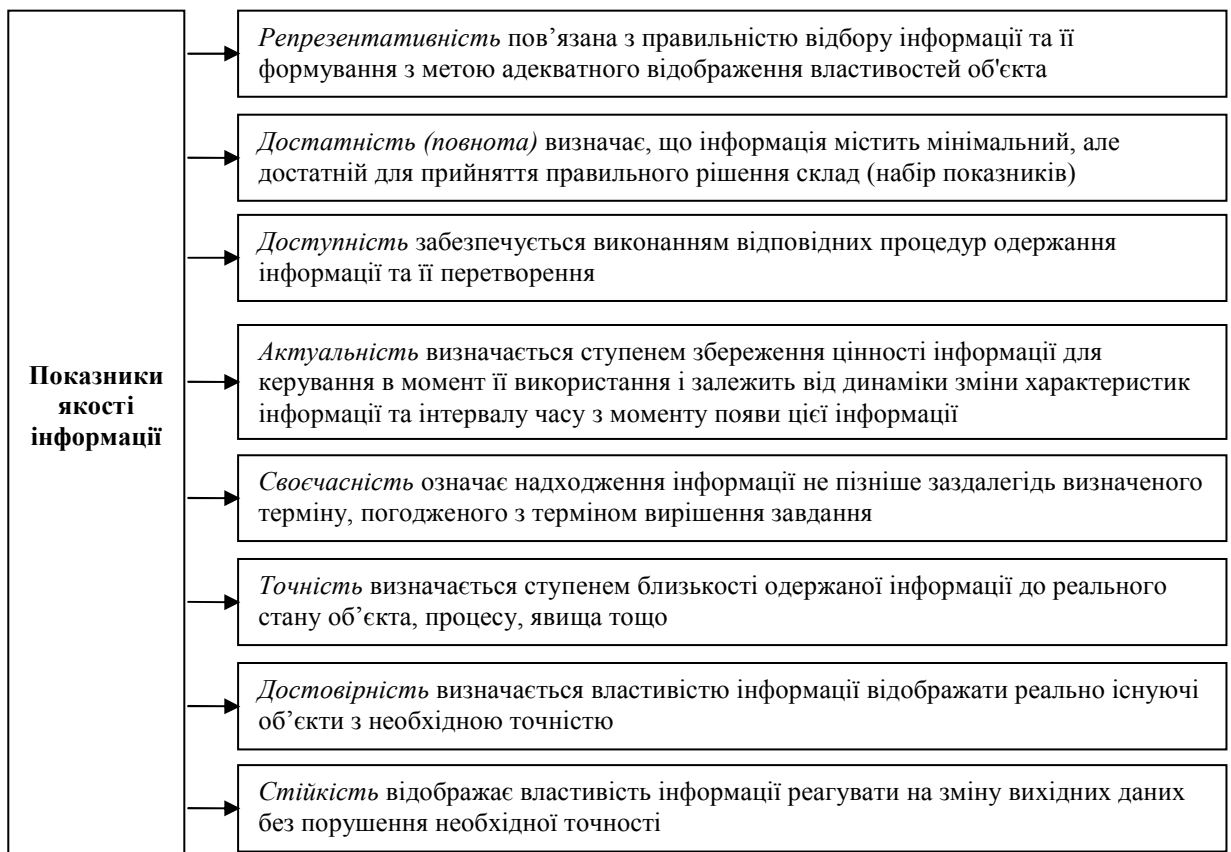 Репрезентативність пов’язана з правильністю відбору інформації та її
формування з метою адекватного відображення властивостей об'єкта
Достатність (повнота) визначає, що інформація містить мінімальний, але
достатній для прийняття правильного рішення склад (набір показників)
Доступність забезпечується виконанням відповідних процедур одержання
інформації та її перетворення
Показники
якості
інформації
Актуальність визначається ступенем збереження цінності інформації для
керування в момент її використання і залежить від динаміки зміни характеристик
інформації та інтервалу часу з моменту появи цієї інформації
Своєчасність означає надходження інформації не пізніше заздалегідь визначеного
терміну, погодженого з терміном вирішення завдання
Точність визначається ступенем близькості одержаної інформації до реального
стану об’єкта, процесу, явища тощо
Достовірність визначається властивістю інформації відображати реально існуючі
об’єкти з необхідною точністю
Стійкість відображає властивість інформації реагувати на зміну вихідних даних
без порушення необхідної точності